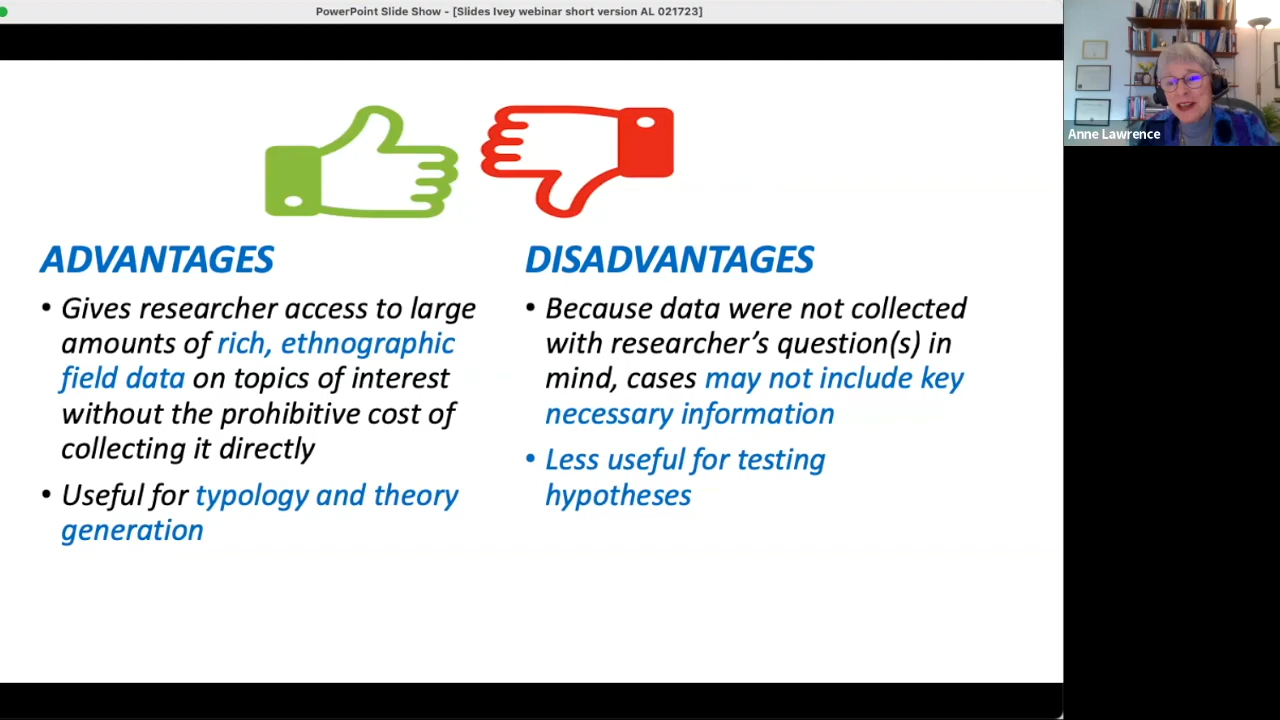 PowerPoint Slide Show - [Slides Ivey webinar short version AL 021723]
Anne Lawrence
ADVANTAGES
• Gives researcher access to large
amounts of rich, ethnographic
field data on topics of interest
without the prohibitive cost of
collecting it directly
• Useful for typology and theory
generation
DISADVANTAGES
• Because data were not collected
with researcher’s question(s) in
mind, cases may not include key
necessary information
• Less useful for testing
hypotheses